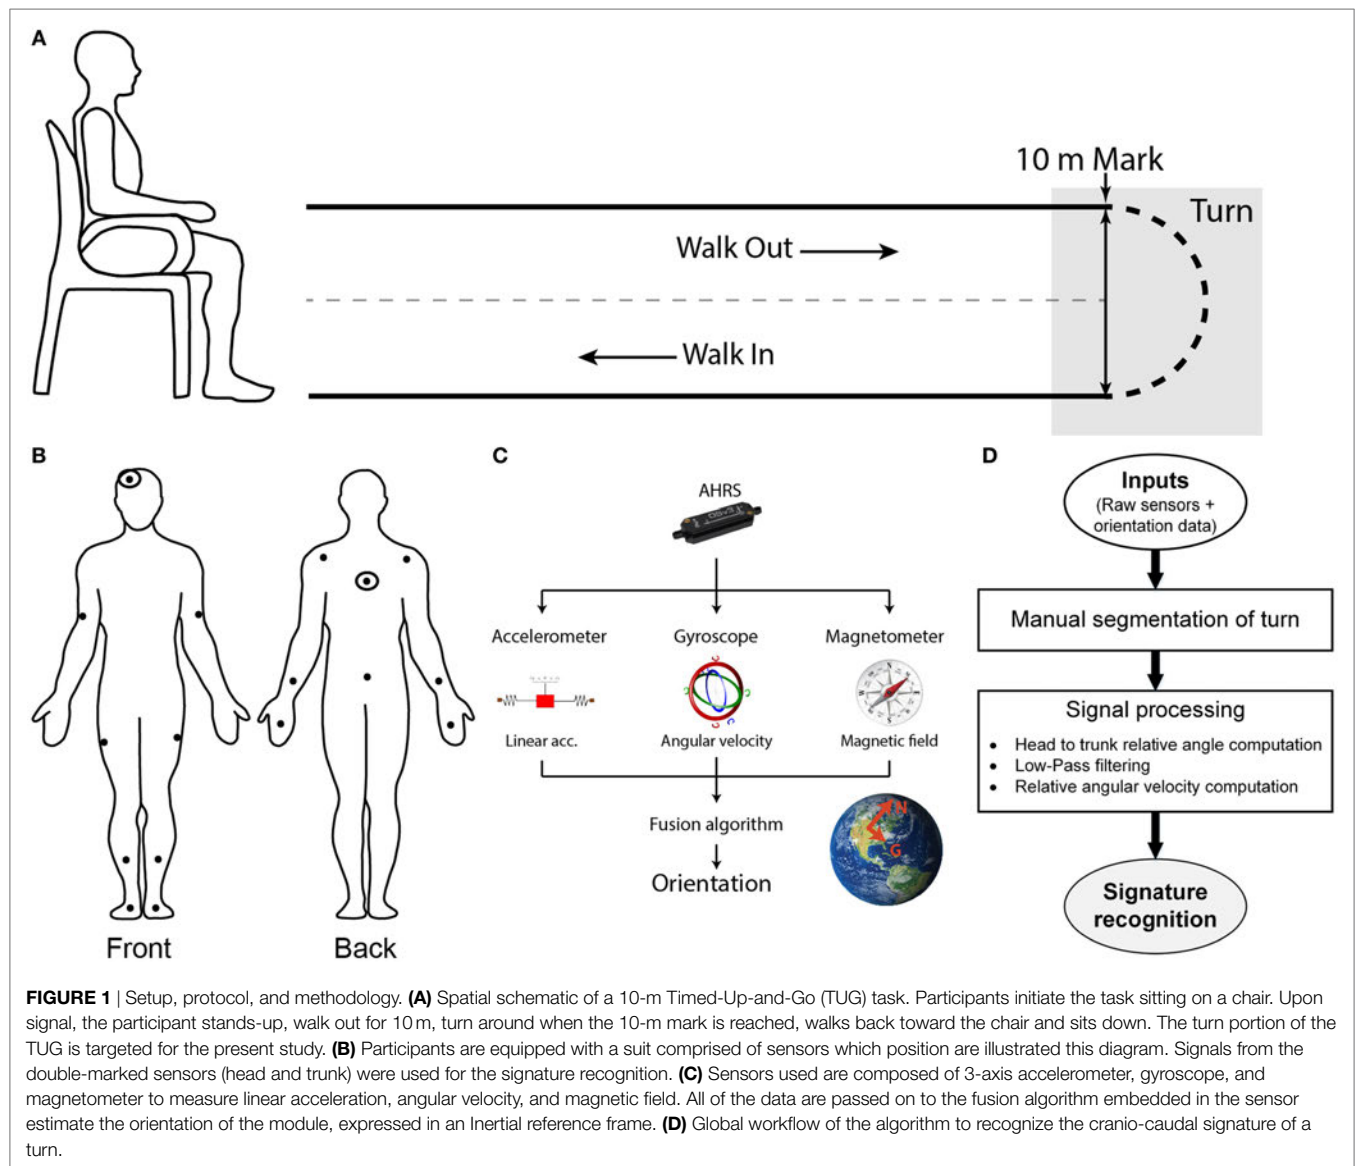 A
10 m Mark
Turn
Walk Out
Walk In
B
Front
Back
C
AHRS
Accelerometer
Gyroscope
Magnetometer
Linear acc.
Angular velocity
Magnetic field
Fusion algorithm
Orientation
N
G
D
Inputs
(Raw sensors +
orientation data)
Manual segmentation of turn
Signal processing
• Head to trunk relative angle computation
• Low-Pass filtering
• Relative angular velocity computation
Signature
recognition
FIGURE 1 | Setup, protocol, and methodology. (A) Spatial schematic of a 10-m Timed-Up-and-Go (TUG) task. Participants initiate the task sitting on a chair. Upon
signal, the participant stands-up, walk out for 10 m, turn around when the 10-m mark is reached, walks back toward the chair and sits down. The turn portion of the
TUG is targeted for the present study. (B) Participants are equipped with a suit comprised of sensors which position are illustrated this diagram. Signals from the
double-marked sensors (head and trunk) were used for the signature recognition. (C) Sensors used are composed of 3-axis accelerometer, gyroscope, and
magnetometer to measure linear acceleration, angular velocity, and magnetic field. All of the data are passed on to the fusion algorithm embedded in the sensor
estimate the orientation of the module, expressed in an Inertial reference frame. (D) Global workflow of the algorithm to recognize the cranio-caudal signature of a
turn.